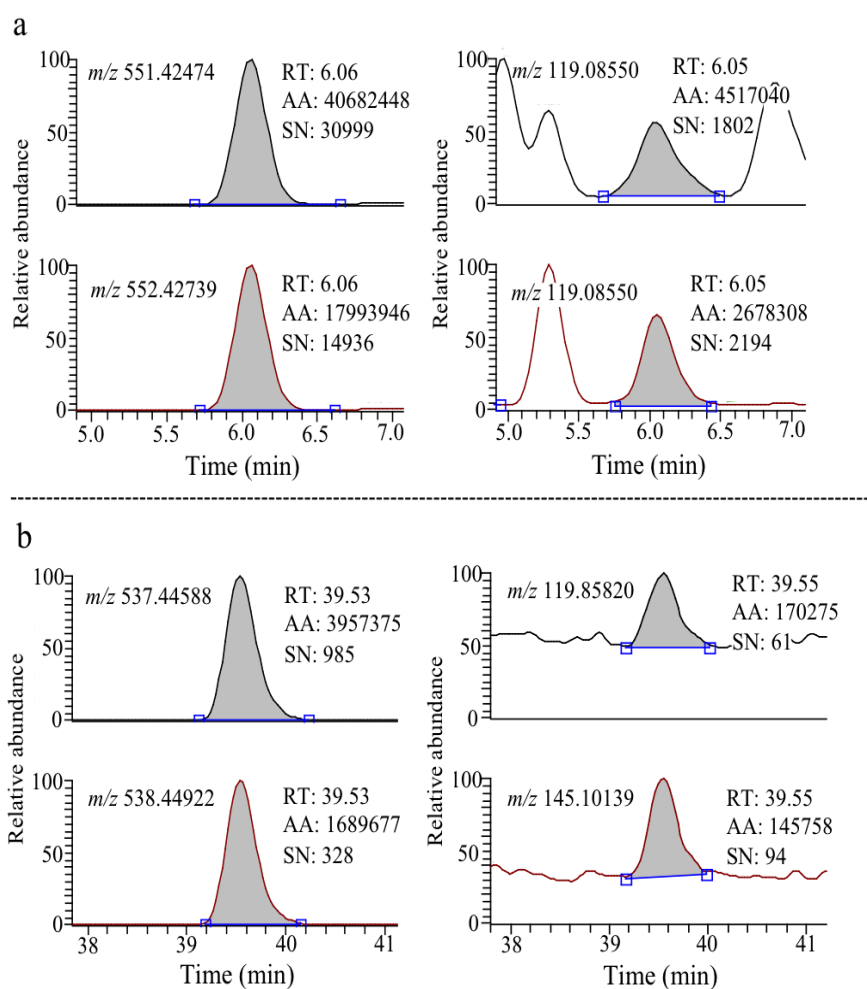 a
Relative abundance
100
50
0
m/z 551.42474
RT: 6.06
AA: 40682448
SN: 30999
100
50
0
m/z 552.42739
RT: 6.06
AA: 17993946
SN: 14936
5.0 5.5 6.0 6.5 7.0
Time (min)
Relative abundance
100
50
0
m/z 119.08550
RT: 6.05
AA: 4517040
SN: 1802
100
50
0
m/z 119.08550
RT: 6.05
AA: 2678308
SN: 2194
5.0 5.5 6.0 6.5 7.0
Time (min)
b
Relative abundance
100
50
0
m/z 537.44588
RT: 39.53
AA: 3957375
SN: 985
100
50
0
m/z 538.44922
RT: 39.53
AA: 1689677
SN: 328
38 39 40 41
Time (min)
Relative abundance
100
50
0
m/z 119.85820
RT: 39.55
AA: 170275
SN: 61
100
50
0
m/z 145.10139
RT: 39.55
AA: 145758
SN: 94
38 39 40 41
Time (min)